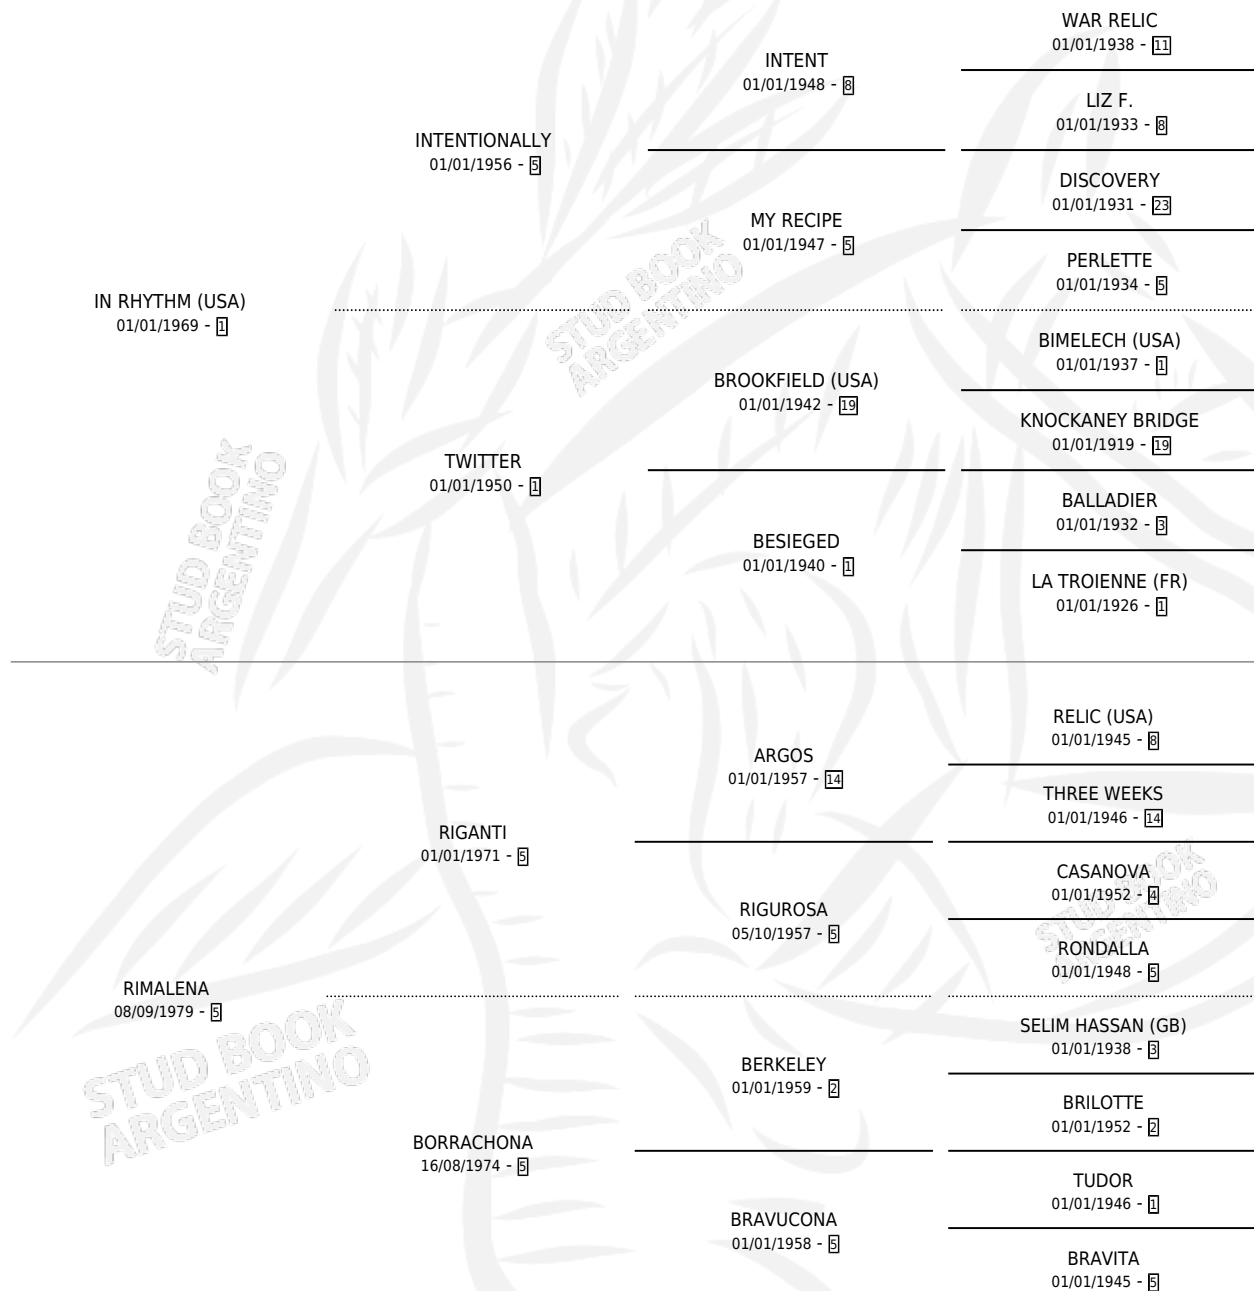 WAR RELIC
01/01/1938 - 11
INTENT
01/01/1948 - 8
LIZ F.
01/01/1933 - 8
INTENTIONALLY
01/01/1956 - 5
DISCOVERY
01/01/1931 - 23
MY RECIPE
01/01/1947 - 5
PERLETTE
01/01/1934 - 5
IN RHYTHM (USA)
01/01/1969 - 1
BIMELECH (USA)
01/01/1937 - 1
BROOKFIELD (USA)
01/01/1942 - 19
KNOCKANEY BRIDGE
01/01/1919 - 19
TWITTER
01/01/1950 - 1
BALLADIER
01/01/1932 - 3
BESIEGED
01/01/1940 - 1
LA TROIENNE (FR)
01/01/1926 - 1
RELIC (USA)
01/01/1945 - 8
ARGOS
01/01/1957 - 14
THREE WEEKS
01/01/1946 - 14
RIGANTI
01/01/1971 - 5
CASANOVA
01/01/1952 - 4
RIGUROSA
05/10/1957 - 5
RONDALLA
01/01/1948 - 5
RIMALENA
08/09/1979 - 5
SELIM HASSAN (GB)
01/01/1938 - 3
BERKELEY
01/01/1959 - 2
BRILOTTE
01/01/1952 - 2
BORRACHONA
16/08/1974 - 5
TUDOR
01/01/1946 - 1
BRAVUCONA
01/01/1958 - 5
BRAVITA
01/01/1945 - 5
STUD BOOK
ARGENTINO
STUD BOOK
ARGENTINO
STUD BOOK
ARGENTINO
STUD BOOK
ARGENTINO